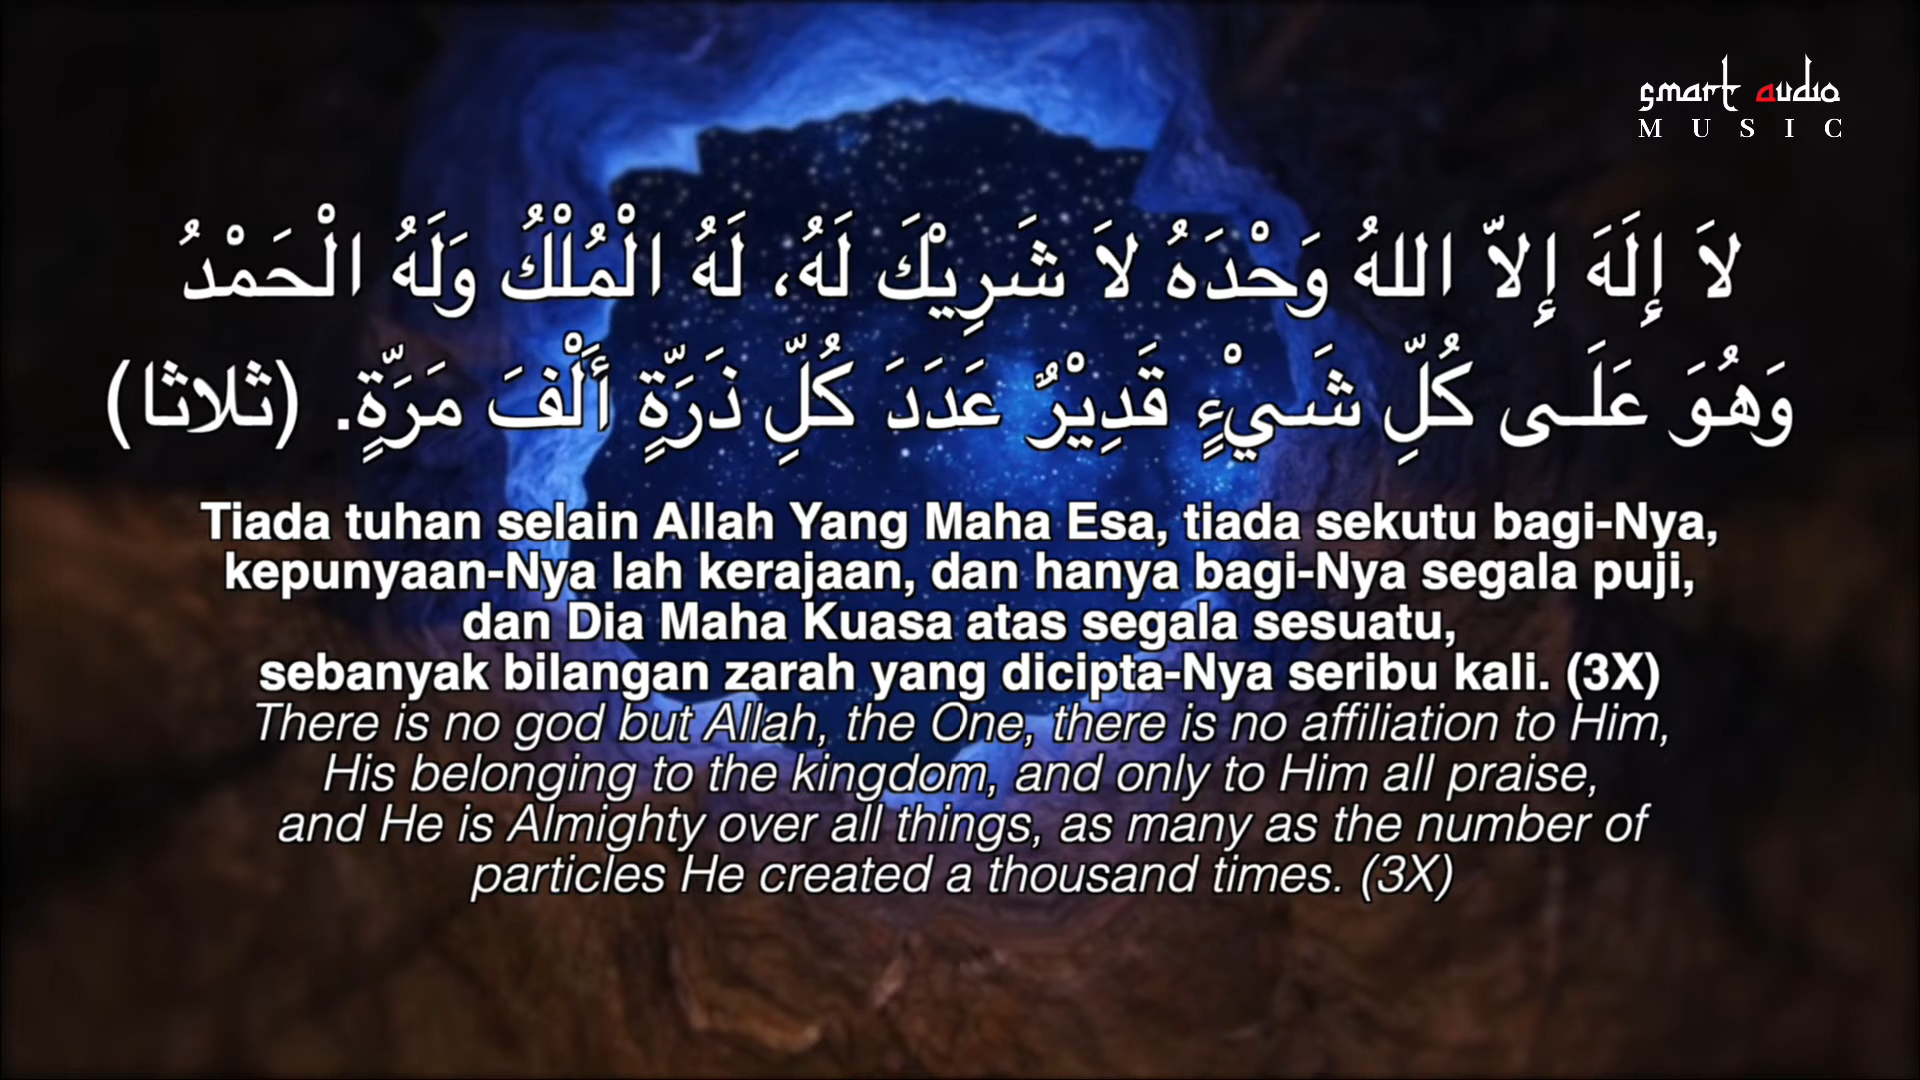 smart audio
MUSIC
لاَ إِلَهَ إِلاّ اللهُ وَحْدَهُ لاَ شَرِيْكَ لَهُ، لَهُ الْمُلْكُ وَلَهُ الْحَمْدُ
وَهُوَ عَلَى كُلِّ شَيْءٍ قَدِيْرٌ عَدَدَ كُلِّ ذَرَّةٍ أَلْفَ مَرَّةٍ. (ثلاثا)
Tiada tuhan selain Allah Yang Maha Esa, tiada sekutu bagi-Nya,
kepunyaan-Nya lah kerajaan, dan hanya bagi-Nya segala puji,
dan Dia Maha Kuasa atas segala sesuatu,
sebanyak bilangan zarah yang dicipta-Nya seribu kali. (3X)
There is no god but Allah, the One, there is no affiliation to Him,
His belonging to the kingdom, and only to Him all praise,
and He is Almighty over all things, as many as the number of
particles He created a thousand times. (3X)